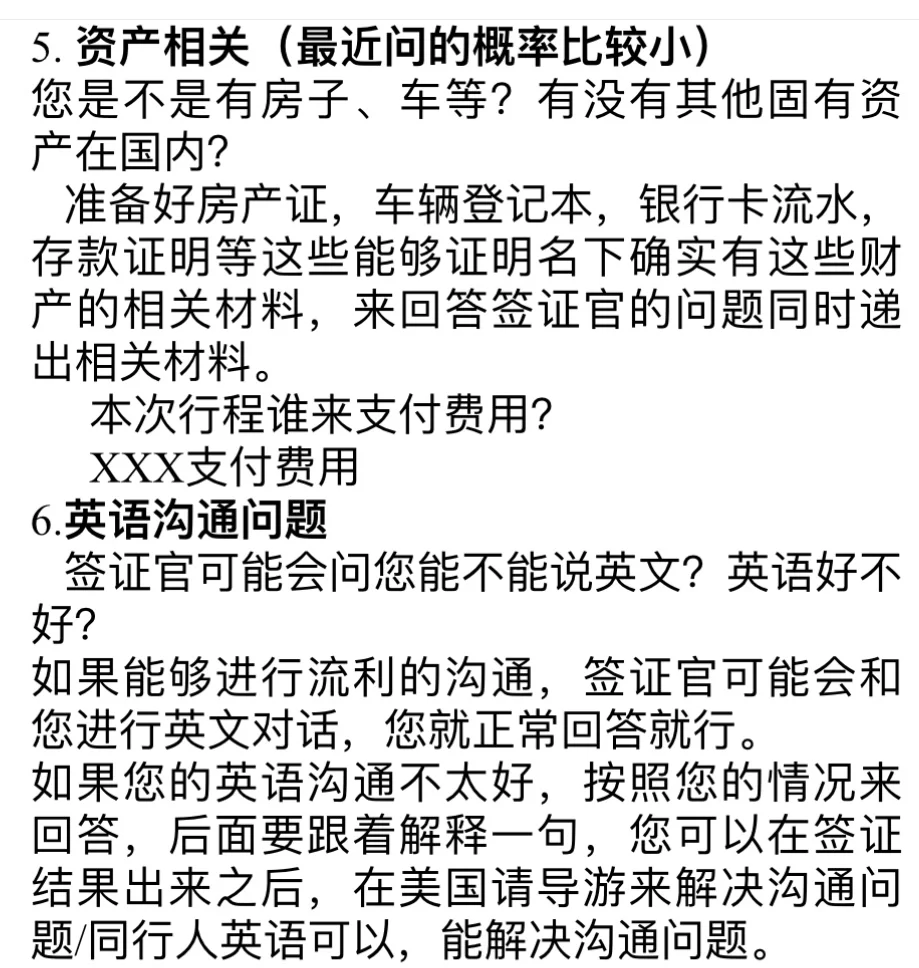 5. 资产相关（最近问的概率比较小）
您是不是有房子、车等？有没有其他固有资
产在国内？
准备好房产证，车辆登记本，银行卡流水，
存款证明等这些能够证明名下确实有这些财
产的相关材料，来回答签证官的问题同时递
出相关材料。
本次行程谁来支付费用？
XXX支付费用
6.英语沟通问题
签证官可能会问您能不能说英文？英语好不
好？
如果能够进行流利的沟通，签证官可能会和
您进行英文对话，您就正常回答就行。
如果您的英语沟通不太好，按照您的情况来
回答，后面要跟着解释一句，您可以在签证
结果出来之后，在美国请导游来解决沟通问
题/同行人英语可以，能解决沟通问题。